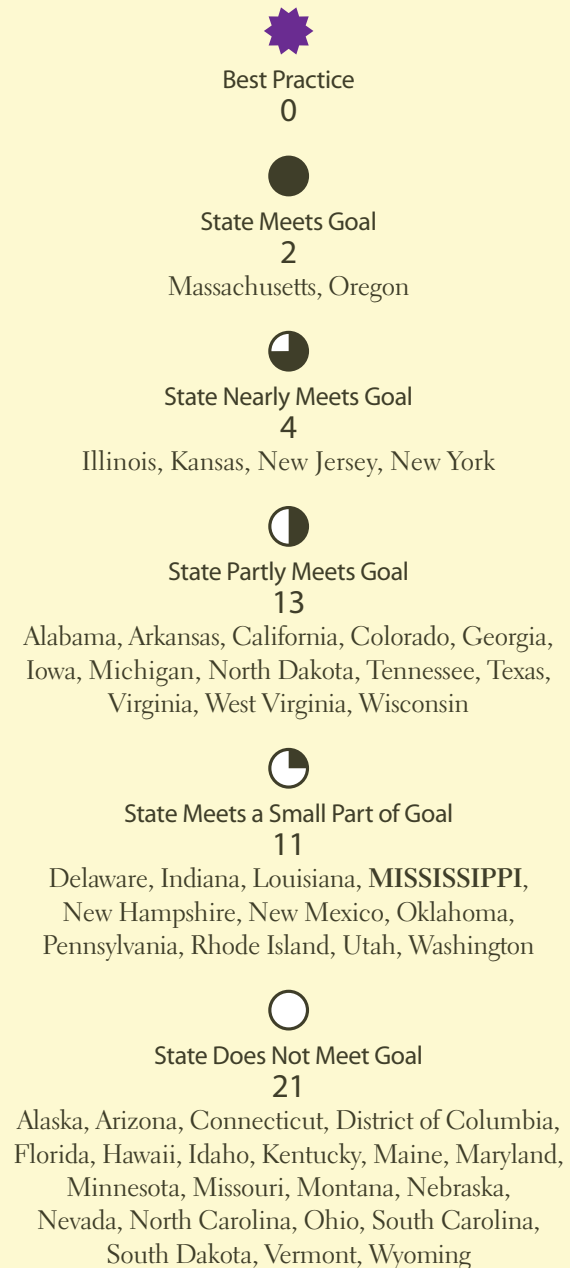 Best Practice
0
State Meets Goal
2
Massachusetts, Oregon
State Nearly Meets Goal
4
Illinois, Kansas, New Jersey, New York
State Partly Meets Goal
13
Alabama, Arkansas, California, Colorado, Georgia,
Iowa, Michigan, North Dakota, Tennessee, Texas,
Virginia, West Virginia, Wisconsin
State Meets a Small Part of Goal
11
Delaware, Indiana, Louisiana, MISSISSIPPI,
New Hampshire, New Mexico, Oklahoma,
Pennsylvania, Rhode Island, Utah, Washington
State Does Not Meet Goal
21
Alaska, Arizona, Connecticut, District of Columbia,
Florida, Hawaii, Idaho, Kentucky, Maine, Maryland,
Minnesota, Missouri, Montana, Nebraska,
Nevada, North Carolina, Ohio, South Carolina,
South Dakota, Vermont, Wyoming